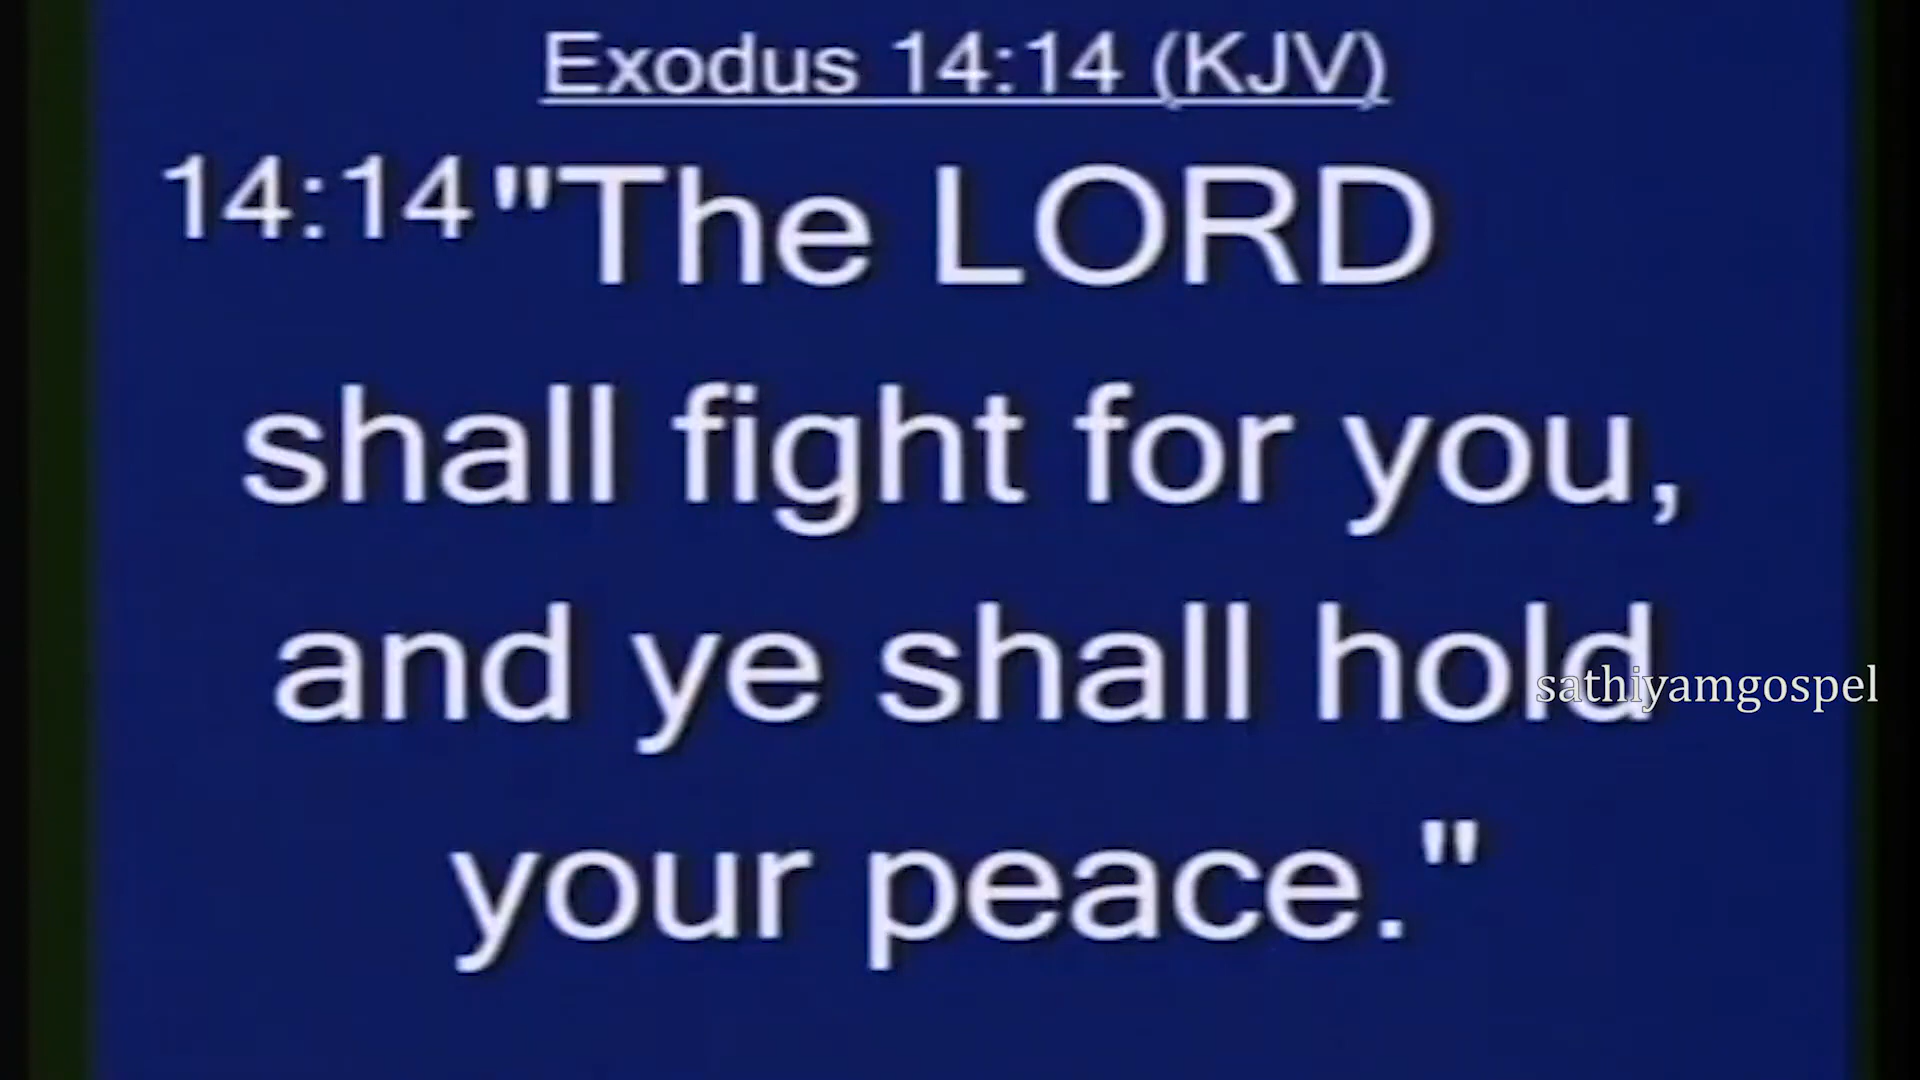 Exodus 14:14 (KJV)
14:14 "The LORD
shall fight for you,
and ye shall hold
sathiyamgospel
your peace."